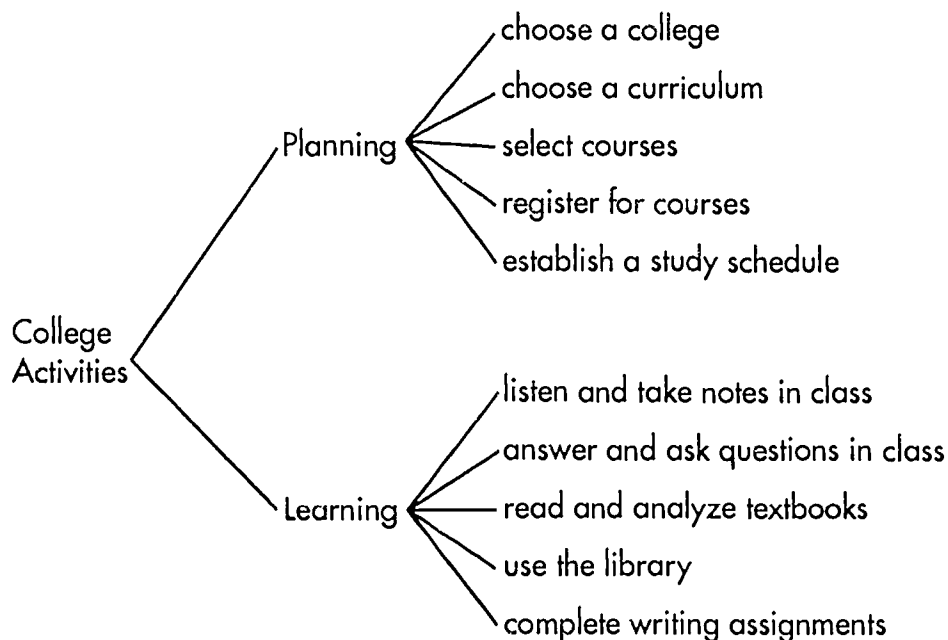 choose a college
choose a curriculum
Planning
select courses
register for courses
establish a study schedule
College
Activities
listen and take notes in class
answer and ask questions in class
Learning
read and analyze textbooks
use the library
complete writing assignments